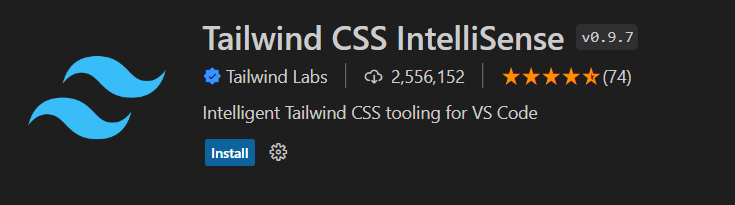 Tailwind CSS IntelliSense v0.9.7
Tailwind Labs 2,556,152 (74)
Intelligent Tailwind CSS tooling for VS Code
Install